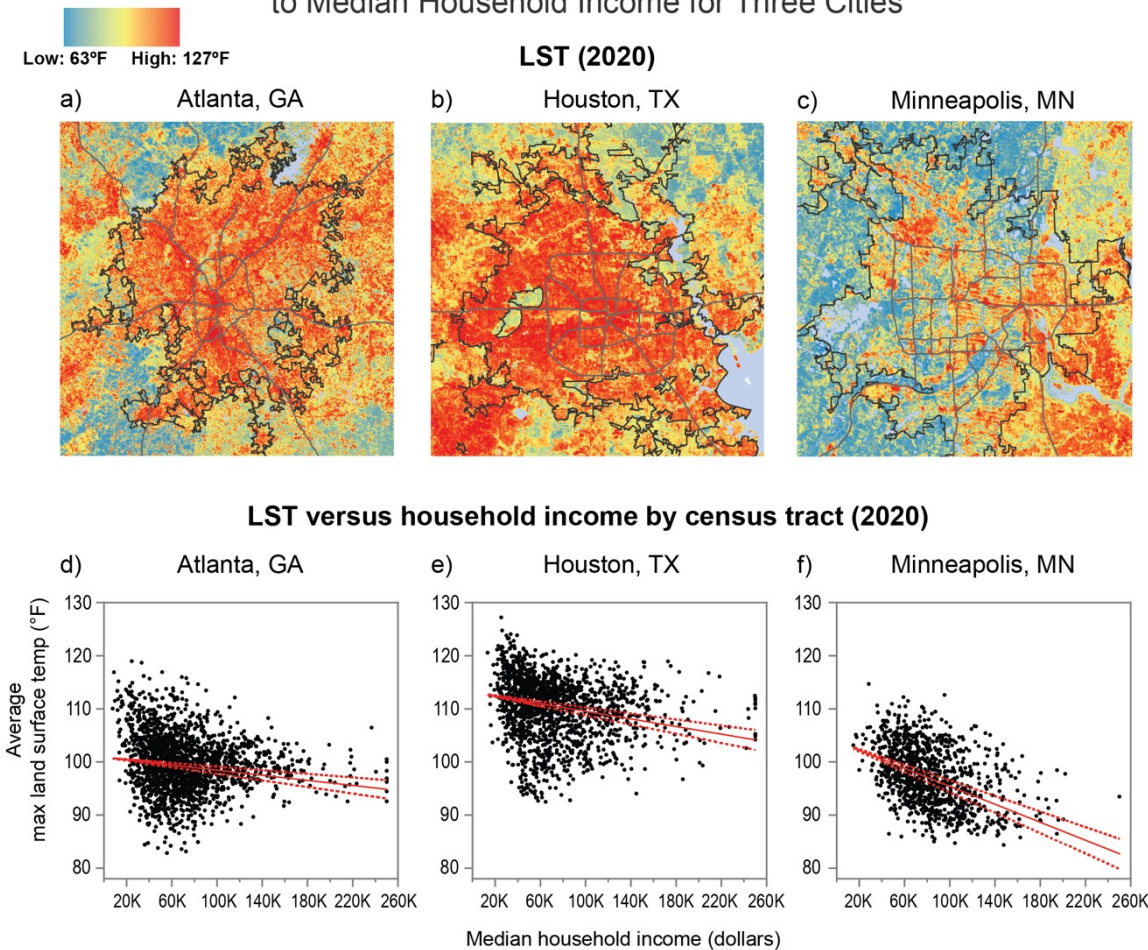 to Median Household Income for Three Cities
Low: 63ºF High: 127ºF
LST (2020)
a) Atlanta, GA
b) Houston, TX
c) Minneapolis, MN
LST versus household income by census tract (2020)
d) Atlanta, GA
e) Houston, TX
f) Minneapolis, MN
Average
max land surface temp (°F)
130
120
110
100
90
80
20K 60K 100K 140K 180K 220K 260K
130
120
110
100
90
80
20K 60K 100K 140K 180K 220K 260K
130
120
110
100
90
80
20K 60K 100K 140K 180K 220K 260K
Median household income (dollars)